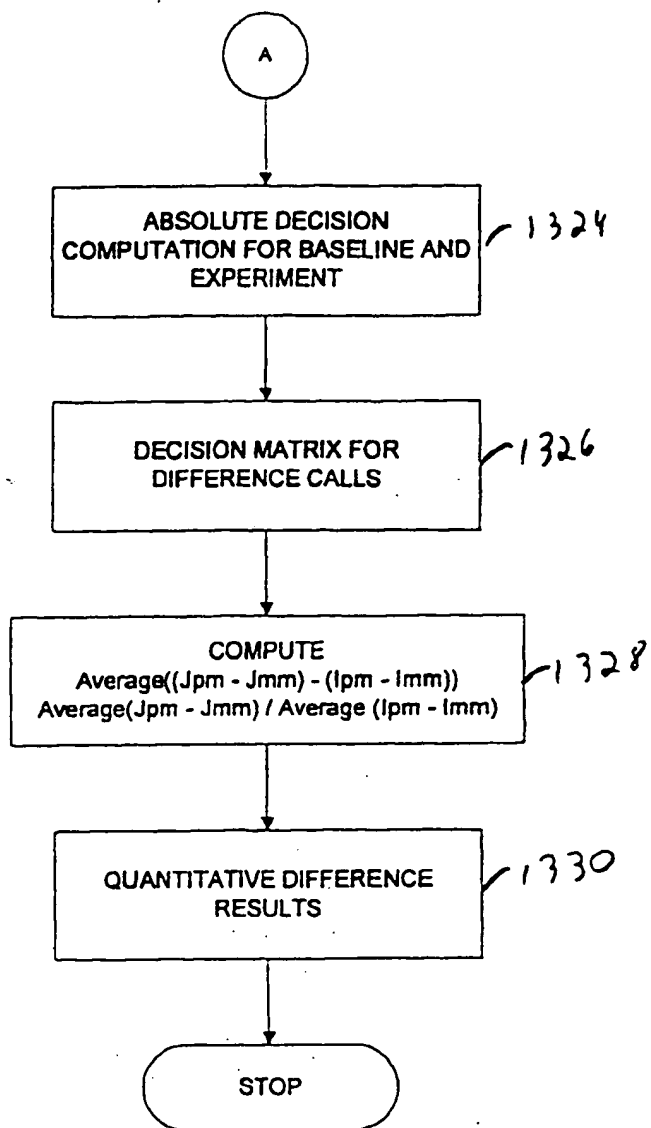 A
ABSOLUTE DECISION
COMPUTATION FOR BASELINE AND
EXPERIMENT
1324
DECISION MATRIX FOR
DIFFERENCE CALLS
1326
COMPUTE
Average((Jpm - Jmm) - (Ipm - Imm))
Average(Jpm - Jmm) / Average (Ipm - Imm)
1328
QUANTITATIVE DIFFERENCE
RESULTS
1330
STOP